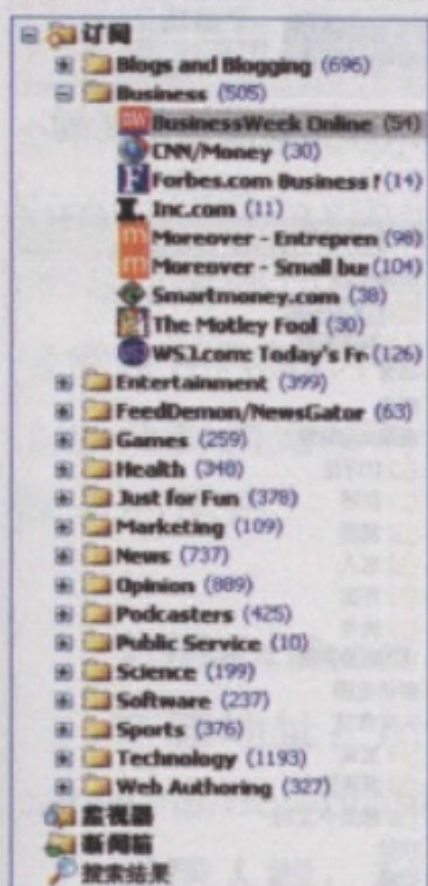 订阅
Blogs and Blogging (696)
Business (505)
BusinessWeek Online (54)
CNN/Money (30)
Forbes.com Business N (14)
Inc.com (11)
Moreover - Entrepren (98)
Moreover - Small bus (104)
Smartmoney.com (38)
The Motley Fool (30)
WSJ.com: Today's Fr (126)
Entertainment (399)
FeedDemon/NewsGator (63)
Games (259)
Health (348)
Just for Fun (378)
Marketing (109)
News (737)
Opinion (889)
Podcasters (425)
Public Service (10)
Science (199)
Software (237)
Sports (376)
Technology (1193)
Web Authoring (327)
监视器
新闻箱
搜索结果